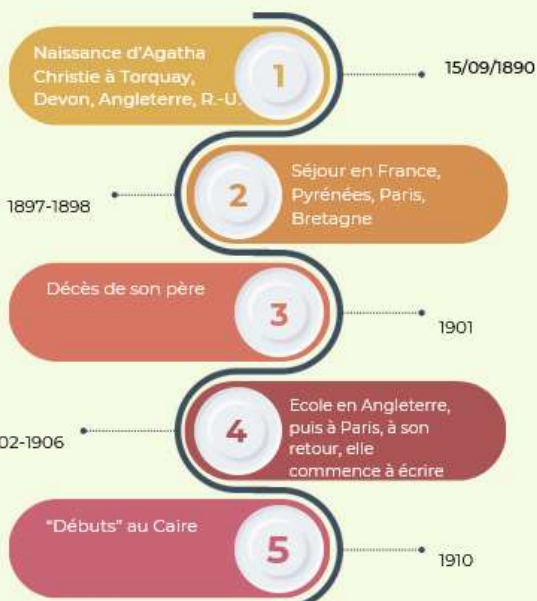 Naissance d'Agatha
Christie à Torquay,
Devon, Angleterre, R.-U.
1
15/09/1890
1897-1898
2
Séjour en France,
Pyrénées, Paris,
Bretagne
Décès de son père
3
1901
02-1906
4
Ecole en Angleterre,
puis à Paris, à son
retour, elle
commence à écrire
"Débuts" au Caire
5
1910